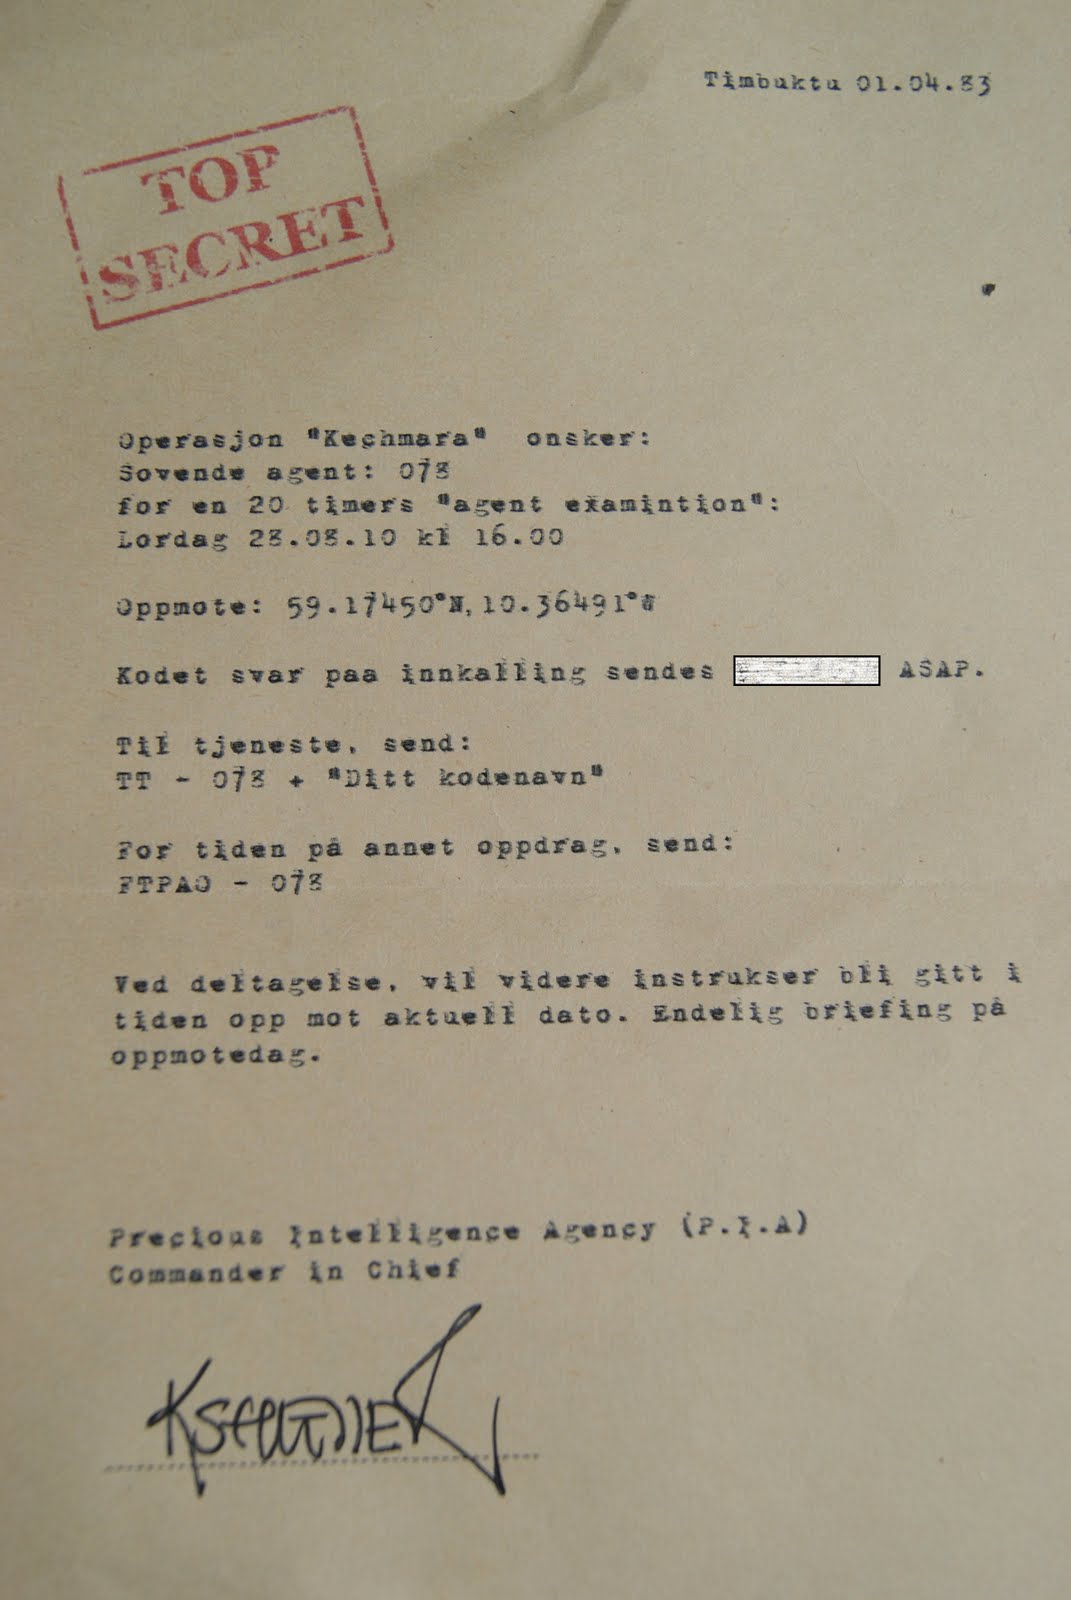 Timbuktu 01.04.83
TOP
SECRET
Operasjon "Kechmara" onsker:
Sovende agent: 078
for en 20 timers "agent examintion":
Lordag 28.08.10 kl 16.00
Oppmote: 59.17450°N, 10.36491°W
Kodet svar paa innkalling sendes ASAP.
Til tjeneste, send:
TT - 078 + "Ditt kodenavn"
For tiden på annet oppdrag, send:
FTPAO - 078
Ved deltagelse, vil videre instrukser bli gitt i
tiden opp mot aktuell dato. Endelig briefing på
oppmotedag.
Precious Intelligence Agency (P.I.A)
Commander in Chief